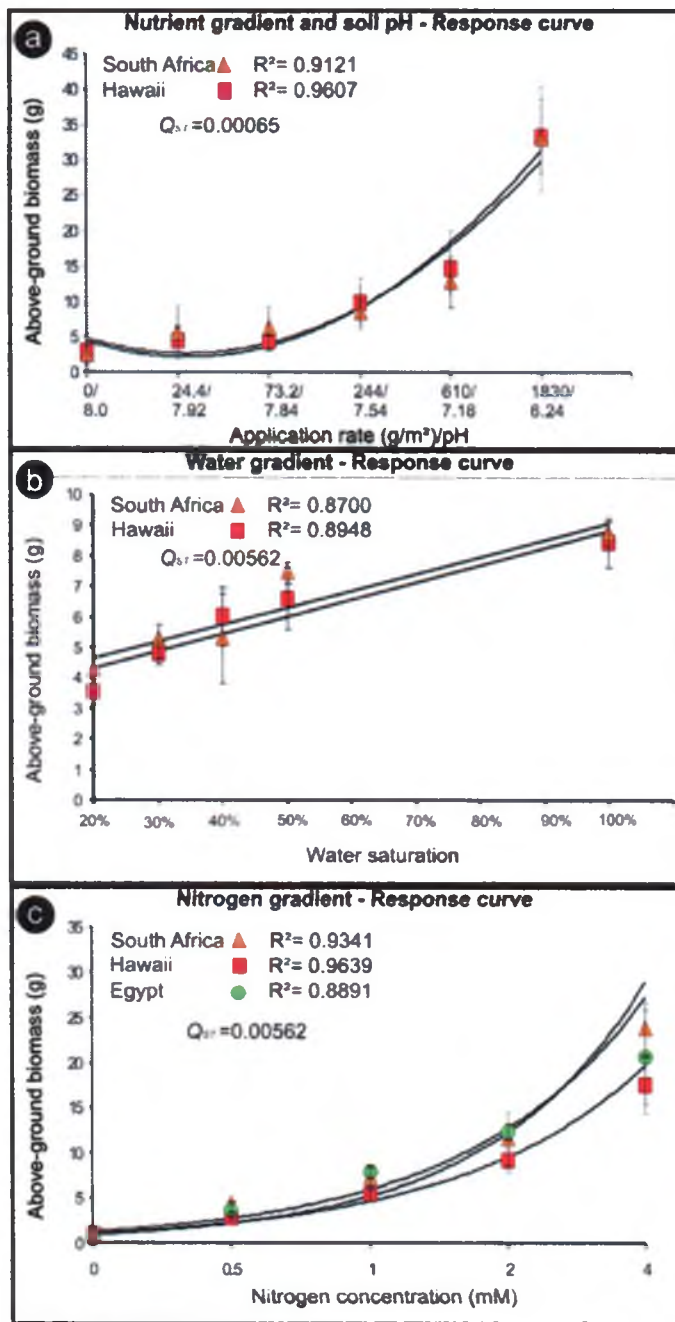 a
Nutrient gradient and soil pH - Response curve
South Africa R²= 0.9121
Hawaii R²= 0.9607
QST=0.00065
Above-ground biomass (g)
45
40
35
30
25
20
15
10
5
0
0/ 24.4/ 73.2/ 244/ 610/ 1830/
8.0 7.92 7.84 7.54 7.18 6.24
Application rate (g/m²)/pH
b
Water gradient - Response curve
South Africa R²= 0.8700
Hawaii R²= 0.8948
QST=0.00562
Above-ground biomass (g)
10
9
8
7
6
5
4
3
2
1
0
20% 30% 40% 50% 60% 70% 80% 90% 100%
Water saturation
c
Nitrogen gradient - Response curve
South Africa R²= 0.9341
Hawaii R²= 0.9639
Egypt R²= 0.8891
QST=0.00562
Above-ground biomass (g)
35
30
25
20
15
10
5
0
0 0.5 1 2 4
Nitrogen concentration (mM)